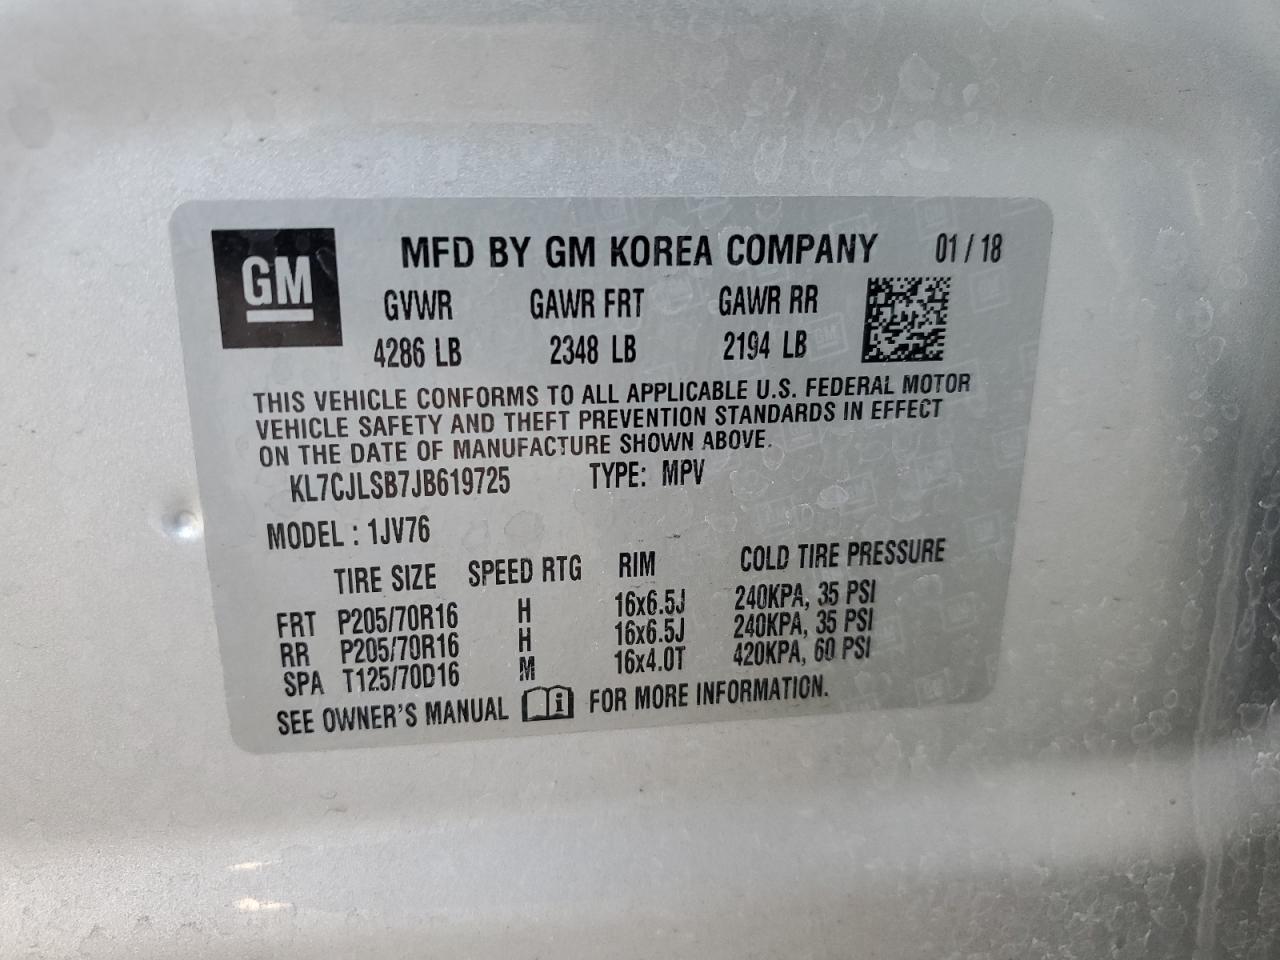 GM
MFD BY GM KOREA COMPANY 01 / 18
GVWR GAWR FRT GAWR RR
4286 LB 2348 LB 2194 LB
THIS VEHICLE CONFORMS TO ALL APPLICABLE U.S. FEDERAL MOTOR
VEHICLE SAFETY AND THEFT PREVENTION STANDARDS IN EFFECT
ON THE DATE OF MANUFACTURE SHOWN ABOVE.
KL7CJLSB7JB619725 TYPE: MPV
MODEL : 1JV76
TIRE SIZE SPEED RTG RIM COLD TIRE PRESSURE
FRT P205/70R16 H 16x6.5J 240KPA, 35 PSI
RR P205/70R16 H 16x6.5J 240KPA, 35 PSI
SPA T125/70D16 M 16x4.0T 420KPA, 60 PSI
SEE OWNER'S MANUAL i FOR MORE INFORMATION.